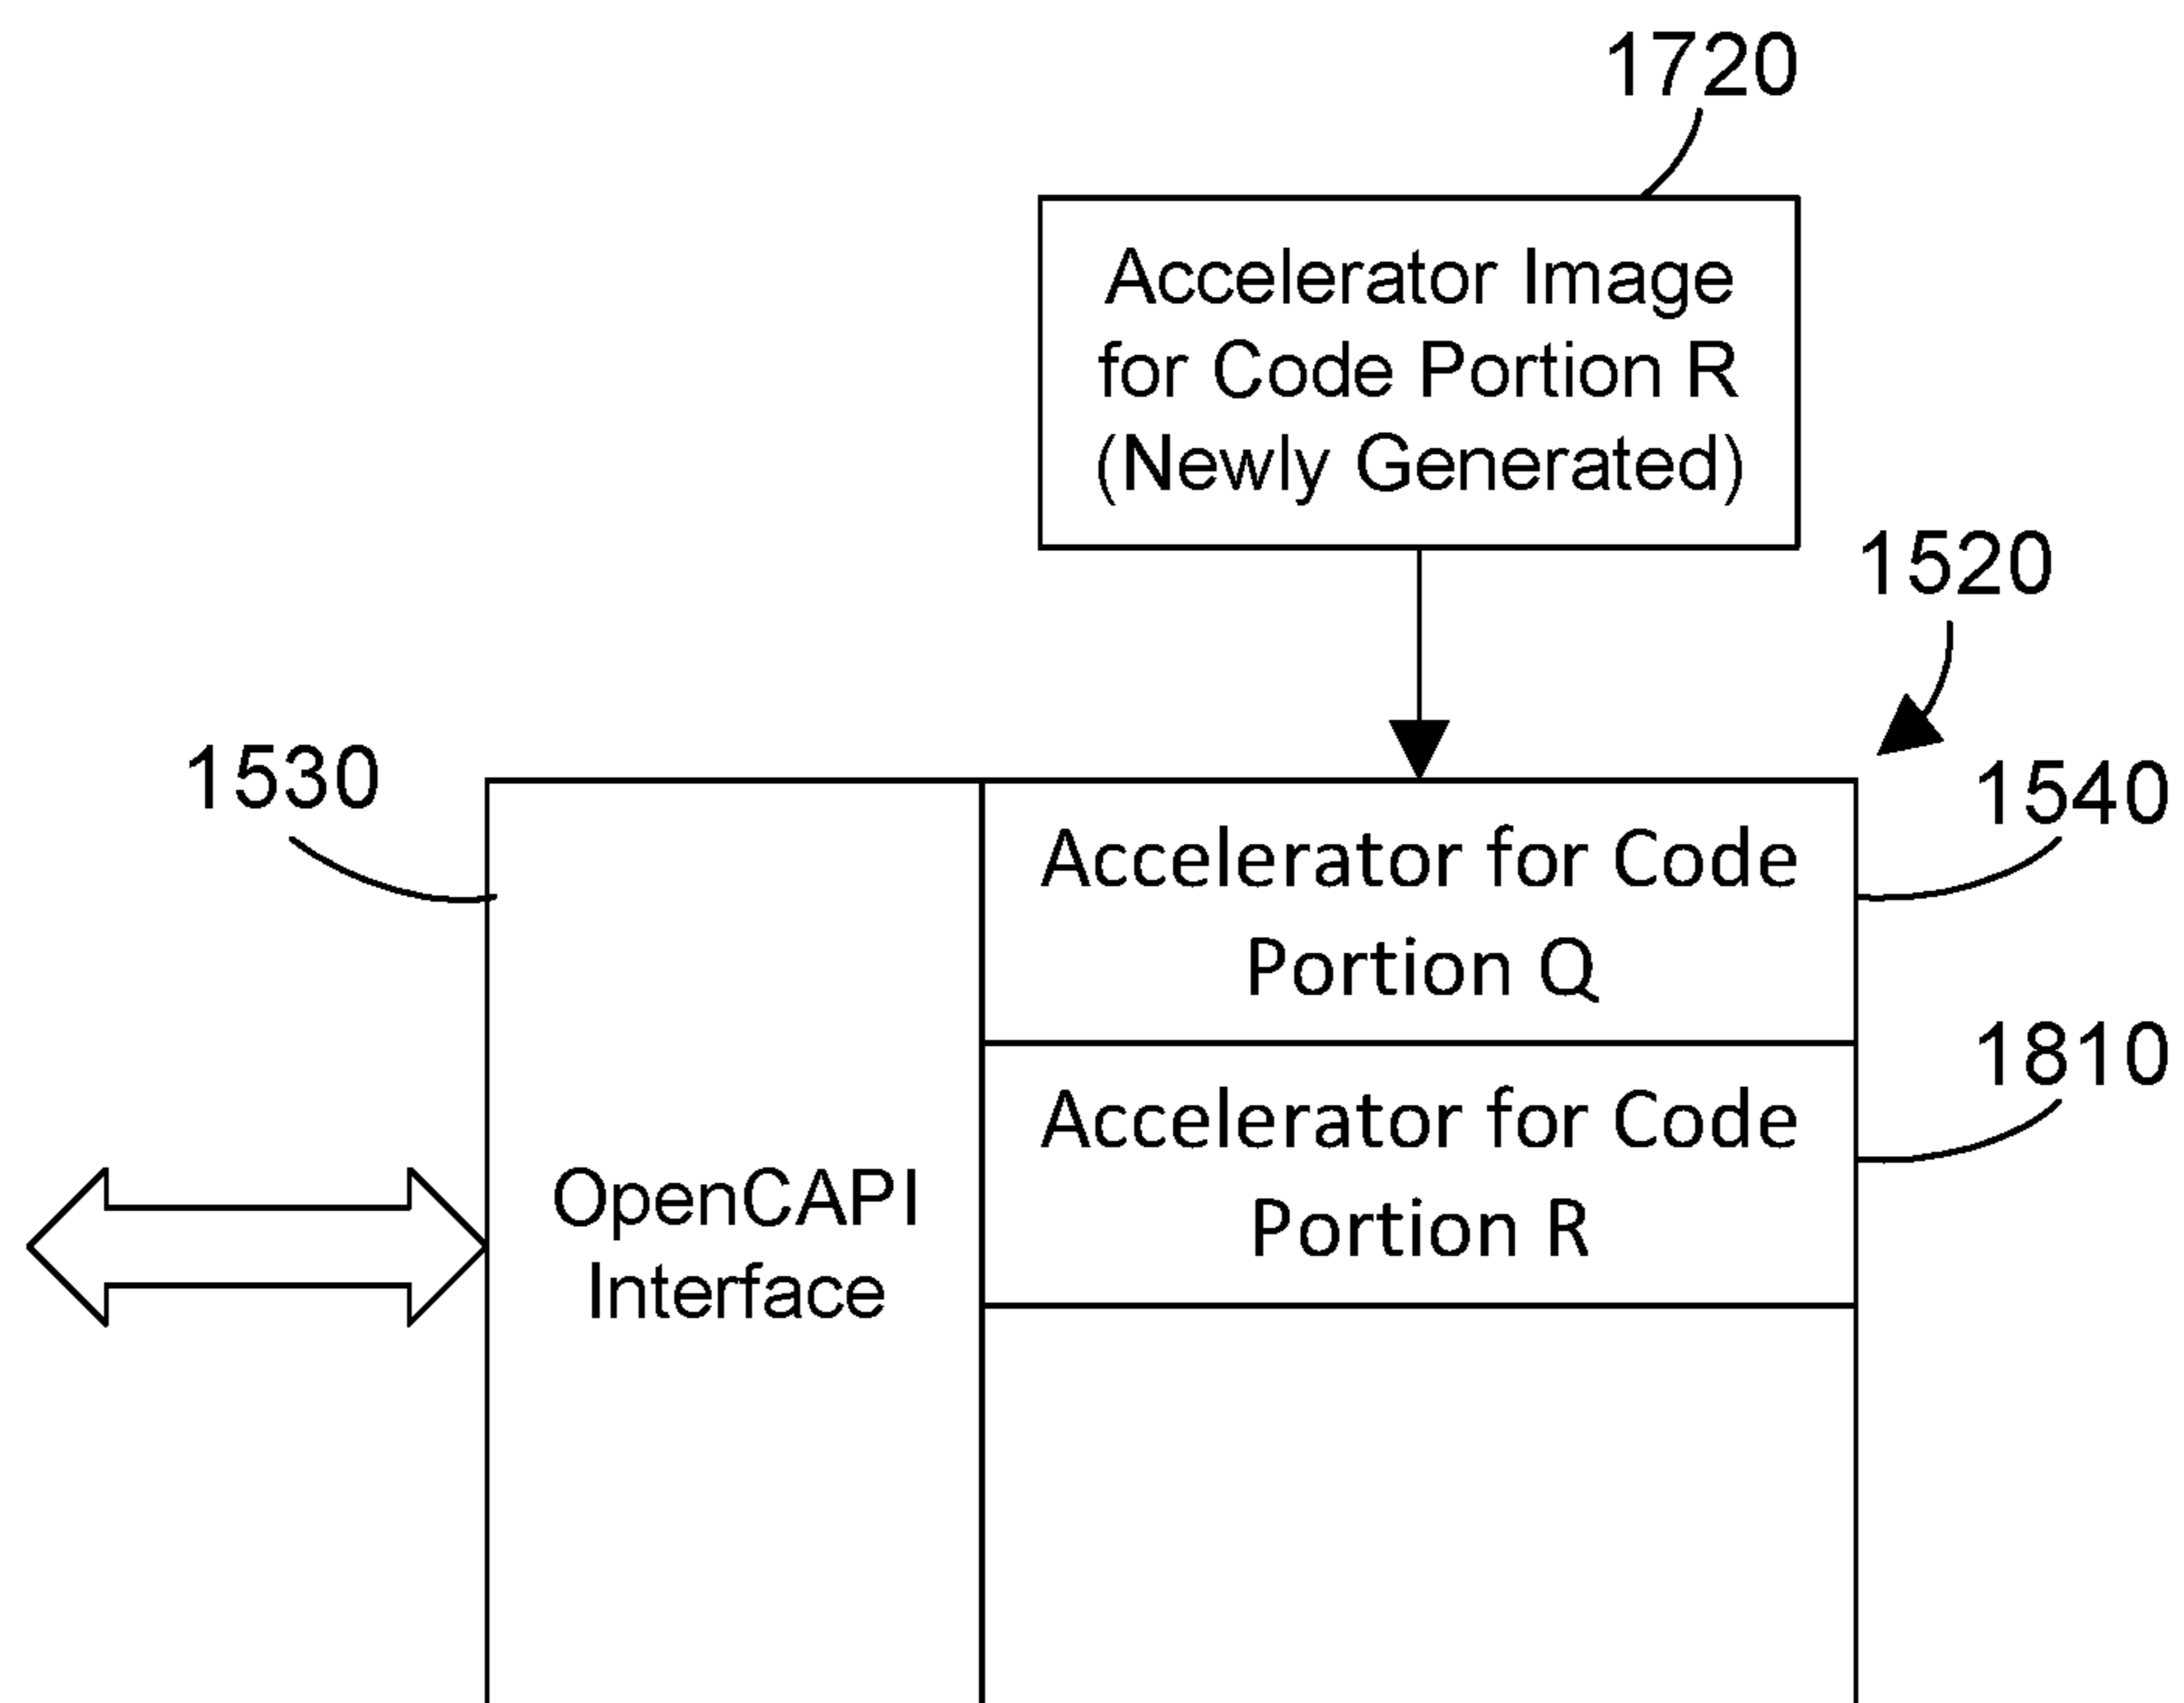 1720
Accelerator Image
for Code Portion R
(Newly Generated)
1520
1530
1540
Accelerator for Code
Portion Q
1810
Accelerator for Code
Portion R
OpenCAPI
Interface